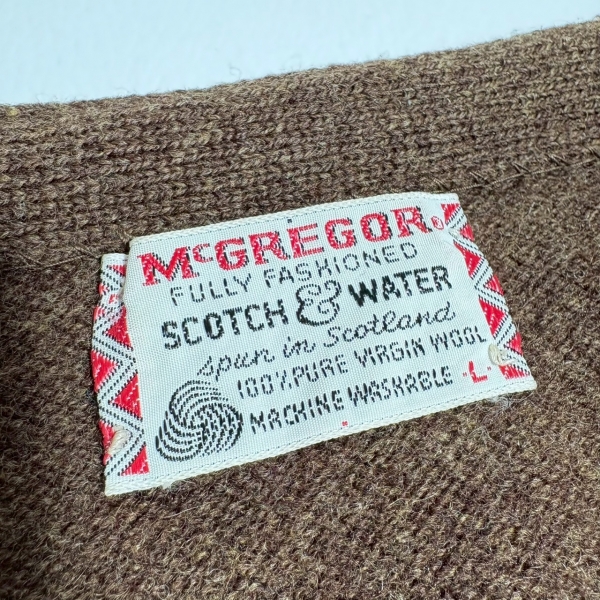 McGREGOR®
FULLY FASHIONED
SCOTCH & WATER
spun in Scotland
100% PURE VIRGIN WOOL
MACHINE WASHABLE -L-